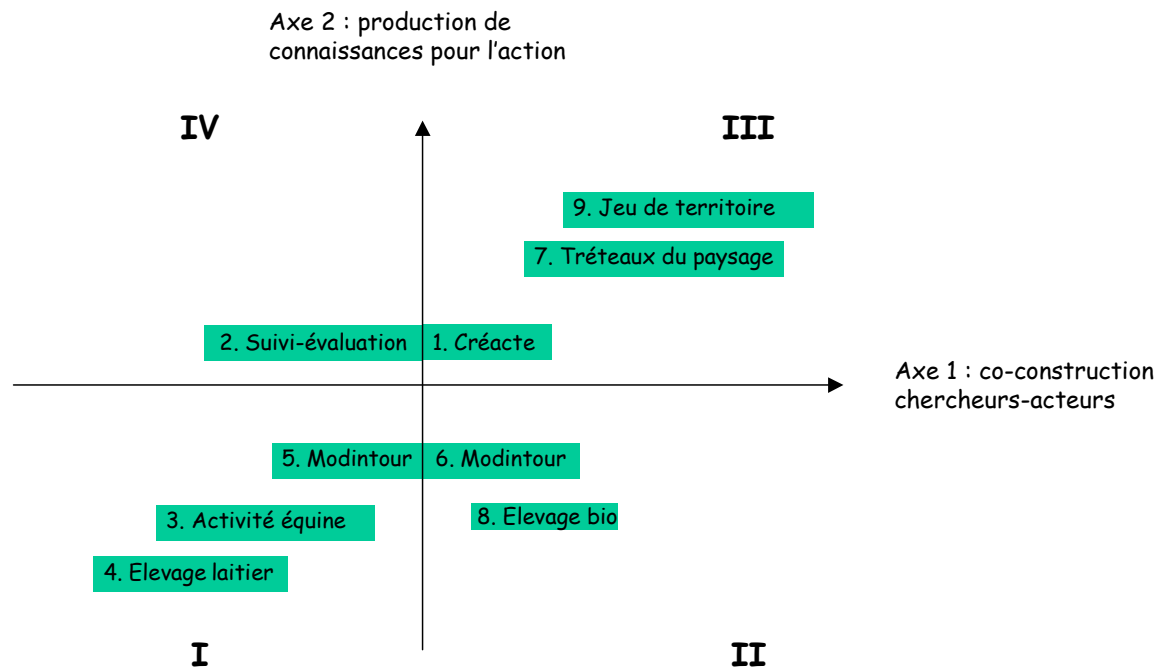 Axe 2 : production de
connaissances pour l'action
IV
III
9. Jeu de territoire
7. Tréteaux du paysage
2. Suivi-évaluation
1. Créacte
Axe 1 : co-construction
chercheurs-acteurs
5. Modintour
6. Modintour
3. Activité équine
8. Elevage bio
4. Elevage laitier
I
II